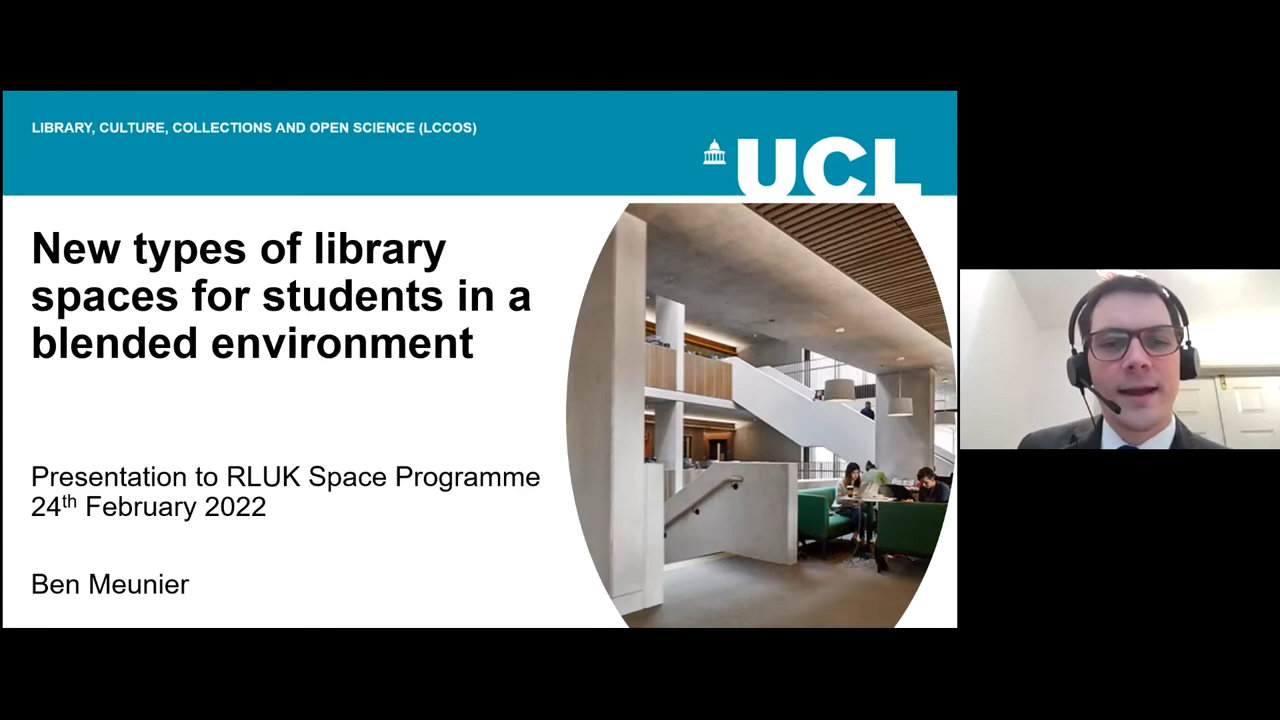 LIBRARY, CULTURE, COLLECTIONS AND OPEN SCIENCE (LCCOS)
UCL
New types of library
spaces for students in a
blended environment
Presentation to RLUK Space Programme
24th February 2022
Ben Meunier